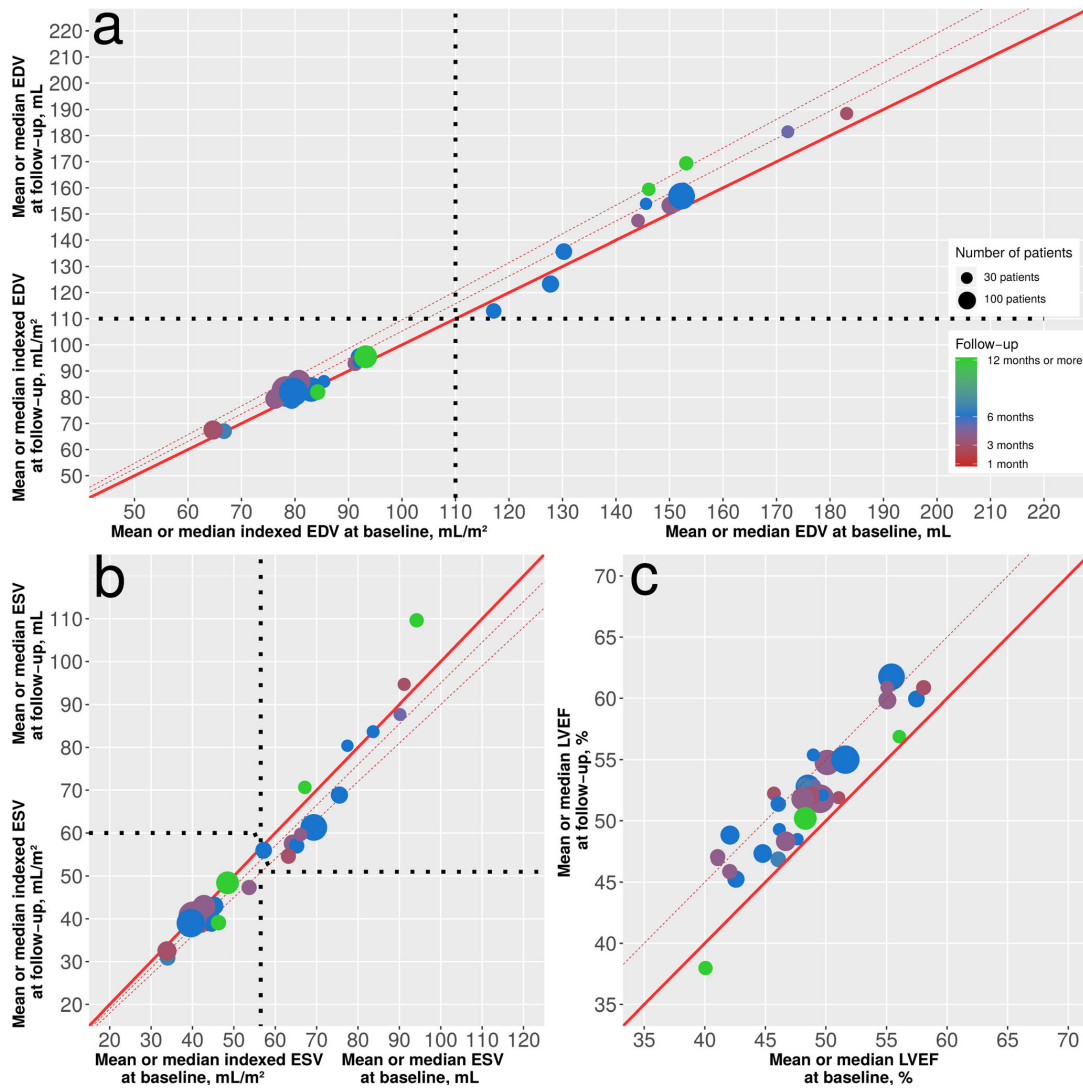 a
220
210
200
190
180
170
160
150
140
130
120
110
100
90
80
70
60
50
Mean or median EDV
at follow-up, mL
Mean or median indexed EDV
at follow-up, mL/m²
50 60 70 80 90 100 110 120 130 140 150 160 170 180 190 200 210 220
Mean or median indexed EDV at baseline, mL/m²
Mean or median EDV at baseline, mL
Number of patients
30 patients
100 patients
Follow-up
12 months or more
6 months
3 months
1 month
b
110
100
90
80
70
60
50
40
30
20
Mean or median ESV
at follow-up, mL
Mean or median indexed ESV
at follow-up, mL/m²
20 30 40 50 60 70 80 90 100 110 120
Mean or median indexed ESV
at baseline, mL/m²
Mean or median ESV
at baseline, mL
c
70
65
60
55
50
45
40
35
Mean or median LVEF
at follow-up, %
35 40 45 50 55 60 65 70
Mean or median LVEF
at baseline, %